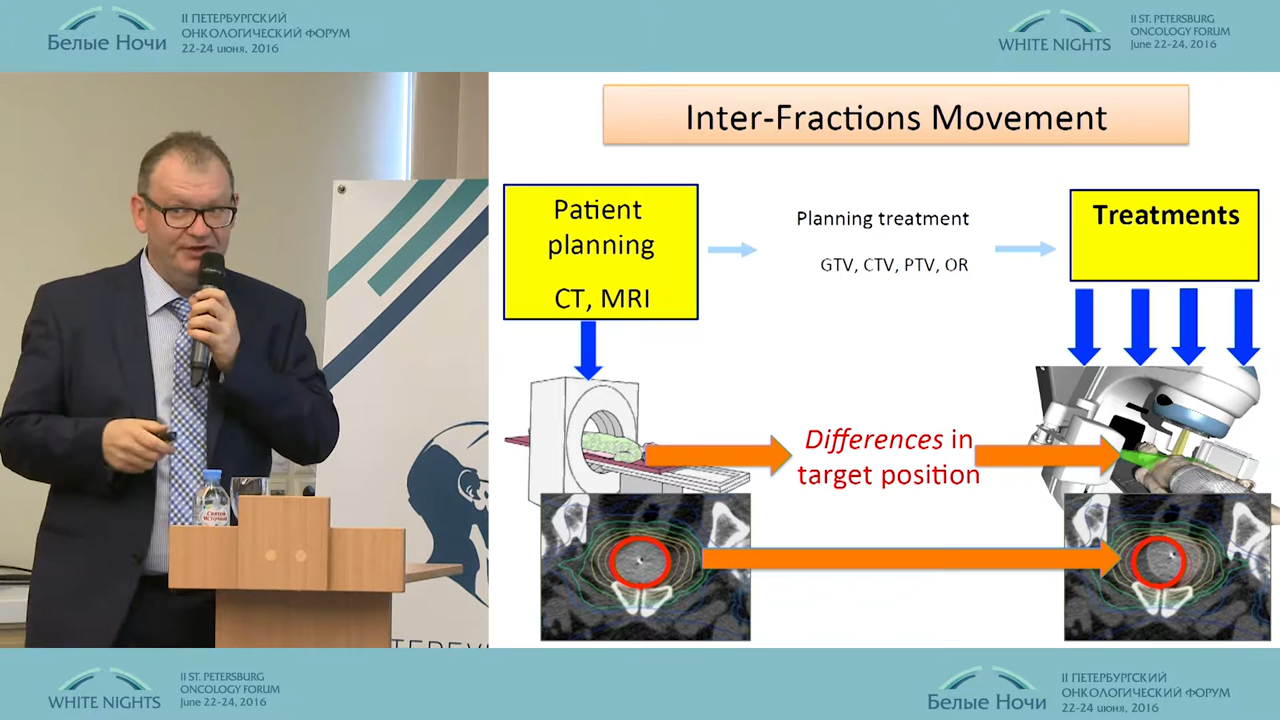 Белые Ночи
II ПЕТЕРБУРГСКИЙ
ОНКОЛОГИЧЕСКИЙ ФОРУМ
22-24 июня, 2016
WHITE NIGHTS
II ST. PETERSBURG
ONCOLOGY FORUM
June 22-24, 2016
Inter-Fractions Movement
Patient
planning
CT, MRI
Planning treatment
GTV, CTV, PTV, OR
Treatments
Differences in
target position
Святой
Источник
WHITE NIGHTS
II ST. PETERSBURG
ONCOLOGY FORUM
June 22-24, 2016
Белые Ночи
II ПЕТЕРБУРГСКИЙ
ОНКОЛОГИЧЕСКИЙ ФОРУМ
22-24 июня, 2016